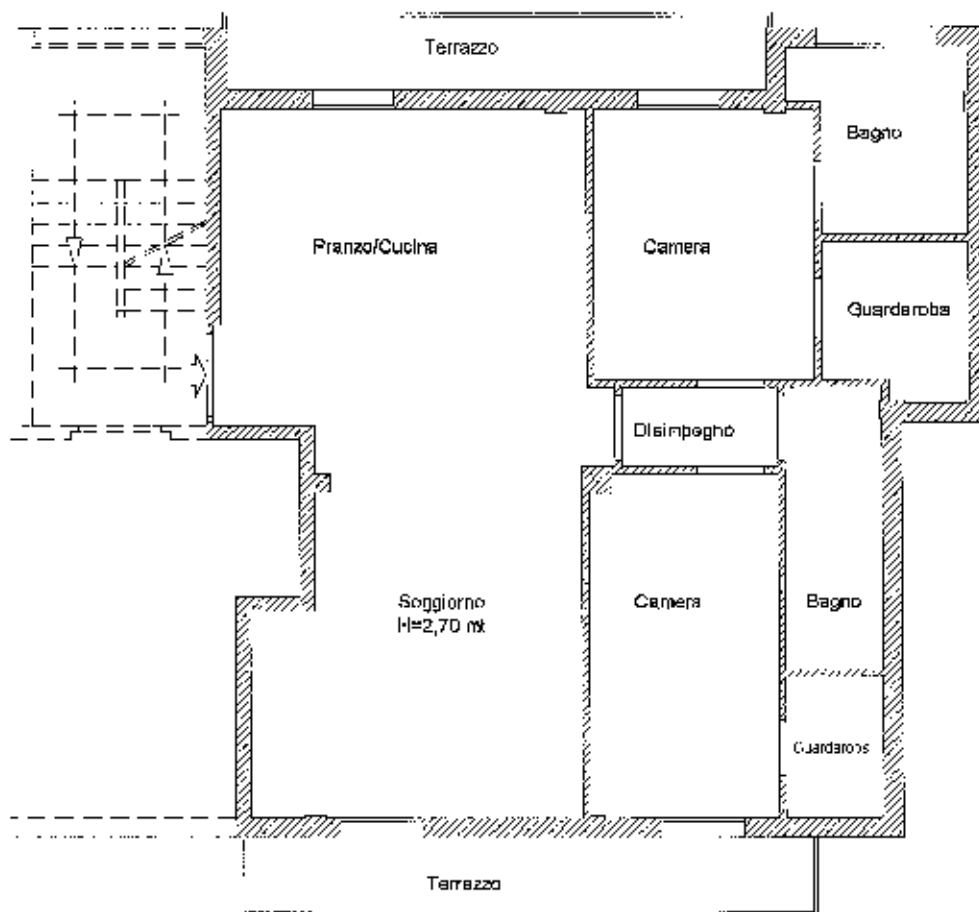 Terrazzo
Bagno
Pranzo/Cucina
Camera
Guardaroba
Disimpegno
Soggiorno
H=2,70 mt
Camera
Bagno
Guardaroba
Terrazzo